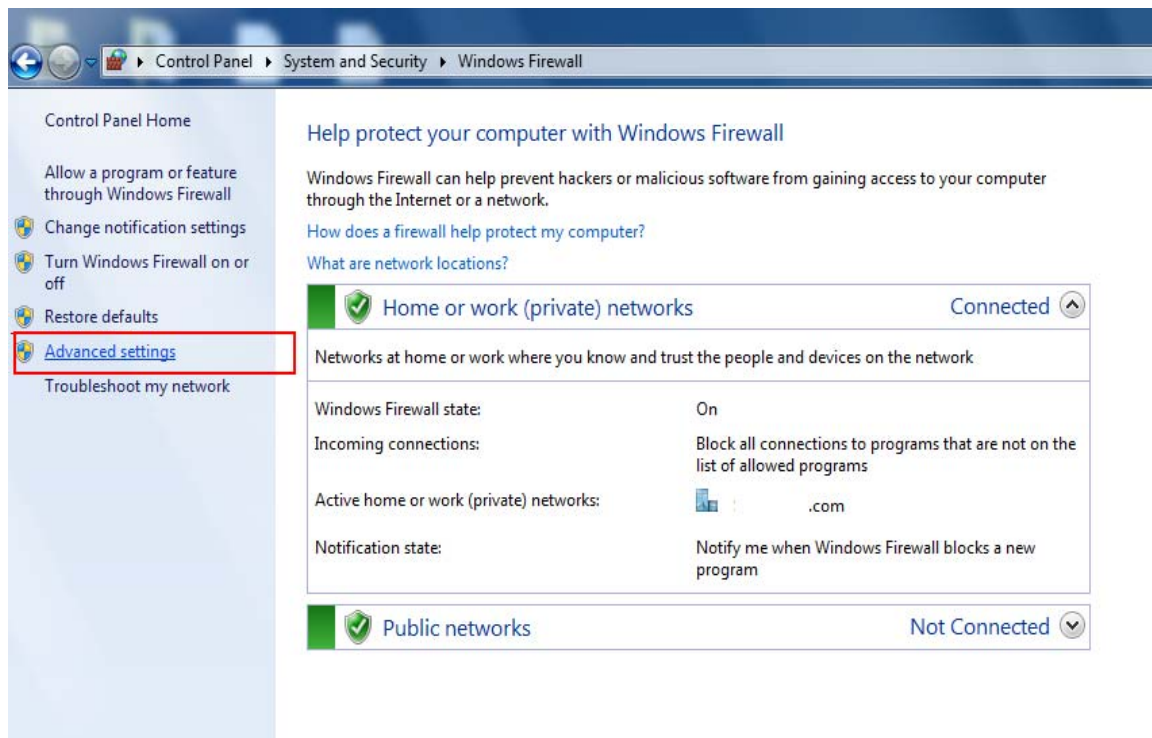 Control Panel ▸ System and Security ▸ Windows Firewall
Control Panel Home
Allow a program or feature
through Windows Firewall
Change notification settings
Turn Windows Firewall on or
off
Restore defaults
Advanced settings
Troubleshoot my network
Help protect your computer with Windows Firewall
Windows Firewall can help prevent hackers or malicious software from gaining access to your computer
through the Internet or a network.
How does a firewall help protect my computer?
What are network locations?
Home or work (private) networks Connected
Networks at home or work where you know and trust the people and devices on the network
Windows Firewall state: On
Incoming connections: Block all connections to programs that are not on the
list of allowed programs
Active home or work (private) networks: .com
Notification state: Notify me when Windows Firewall blocks a new
program
Public networks Not Connected